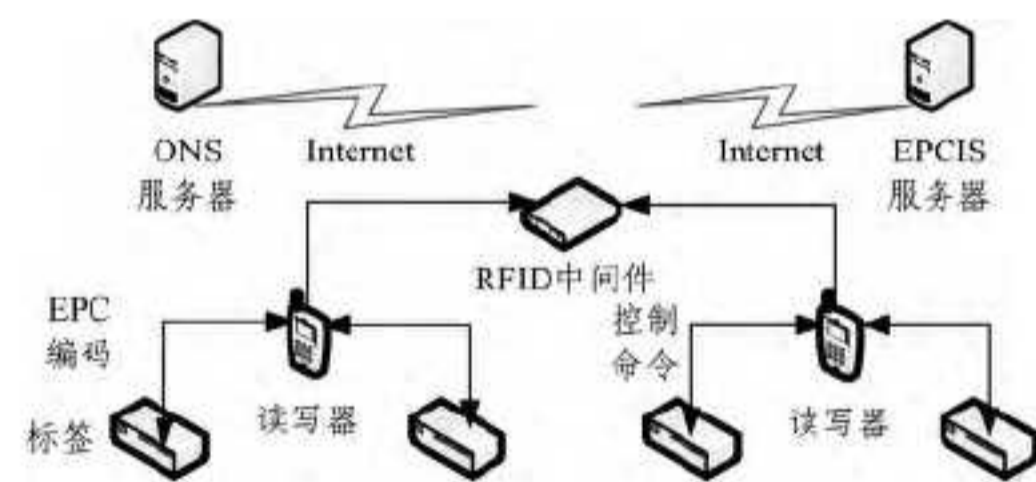 ONS
服务器
Internet
Internet
EPCIS
服务器
RFID中间件
EPC
编码
控制
命令
标签
读写器
读写器